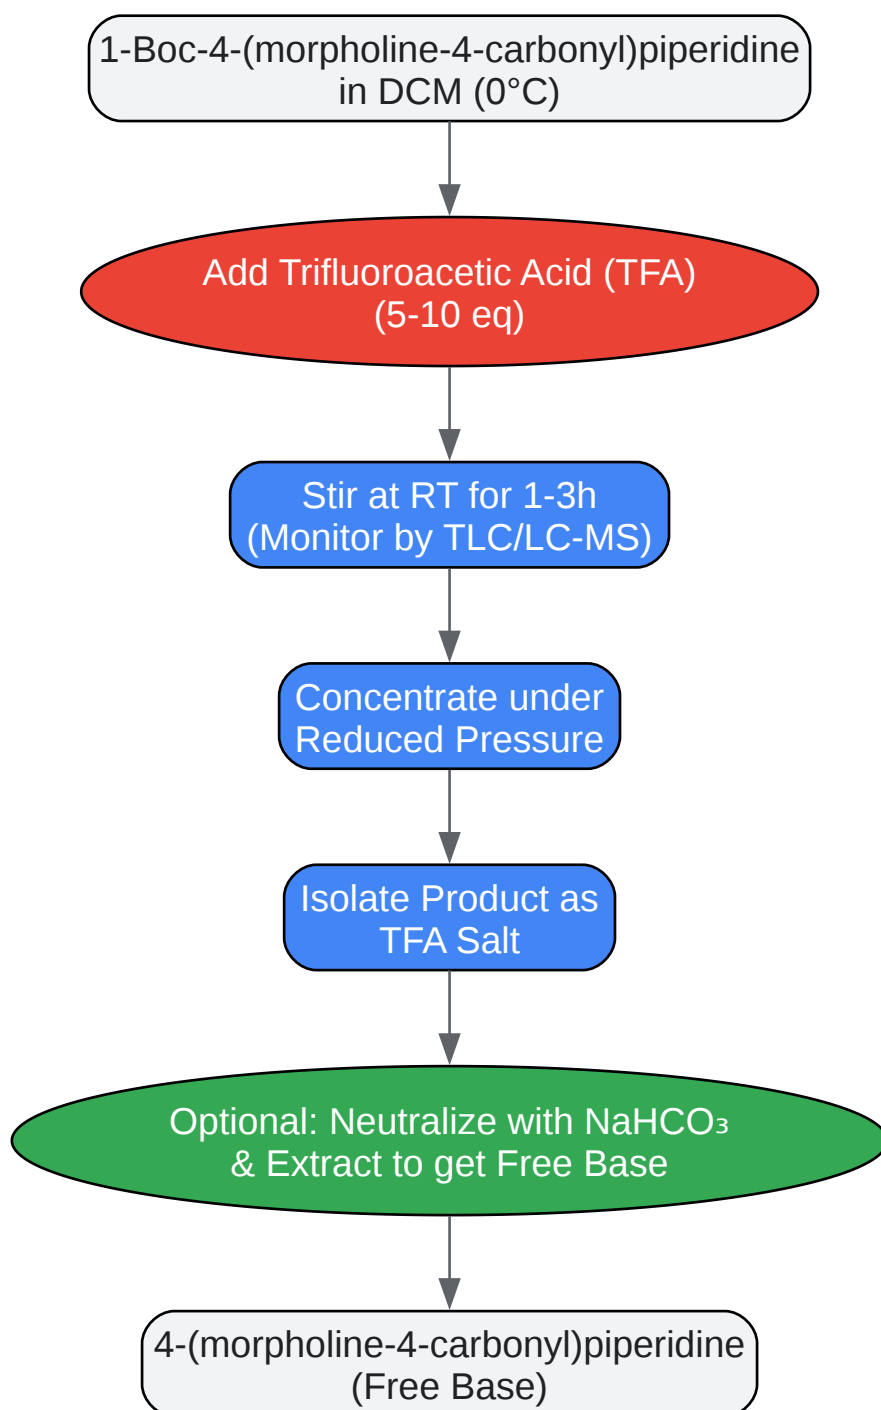 1-Boc-4-(morpholine-4-carbonyl)piperidine
in DCM (0°C)
Add Trifluoroacetic Acid (TFA)
(5-10 eq)
Stir at RT for 1-3h
(Monitor by TLC/LC-MS)
Concentrate under
Reduced Pressure
Isolate Product as
TFA Salt
Optional: Neutralize with NaHCO₃
& Extract to get Free Base
4-(morpholine-4-carbonyl)piperidine
(Free Base)